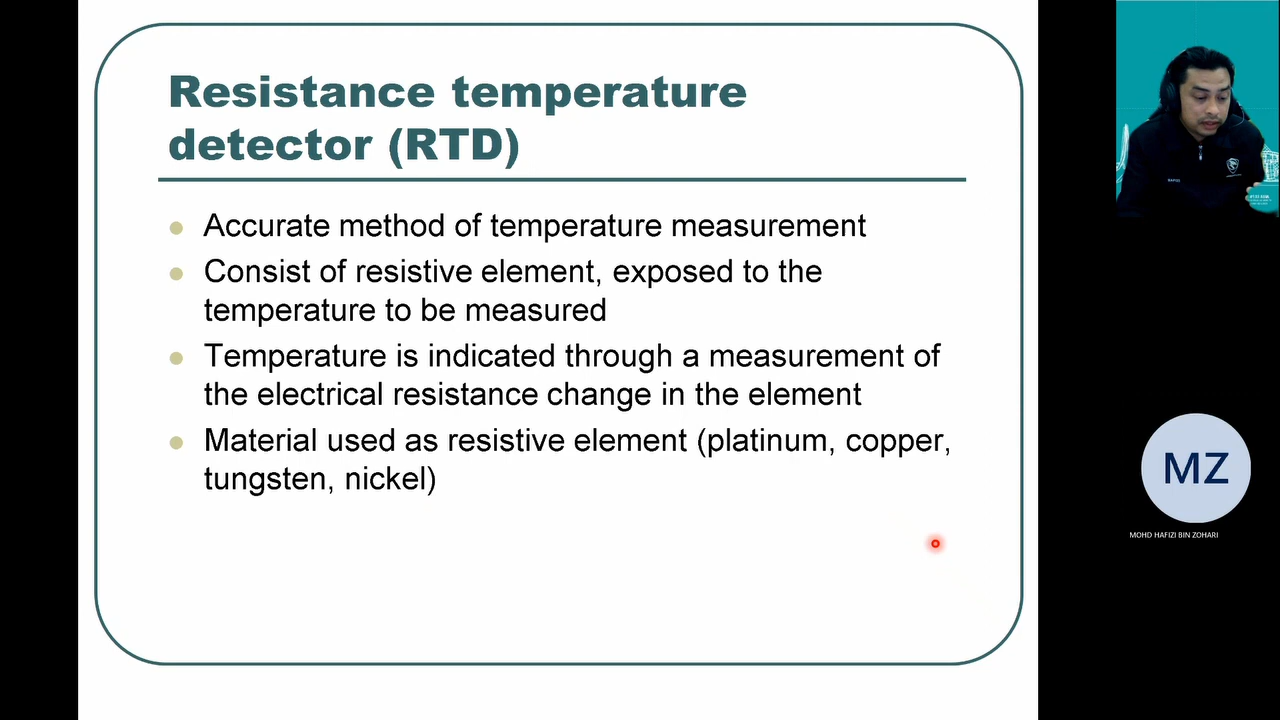 Resistance temperature
detector (RTD)
Accurate method of temperature measurement
Consist of resistive element, exposed to the
temperature to be measured
Temperature is indicated through a measurement of
the electrical resistance change in the element
Material used as resistive element (platinum, copper,
tungsten, nickel)
MZ
MOHD HAFIZI BIN ZOHARI